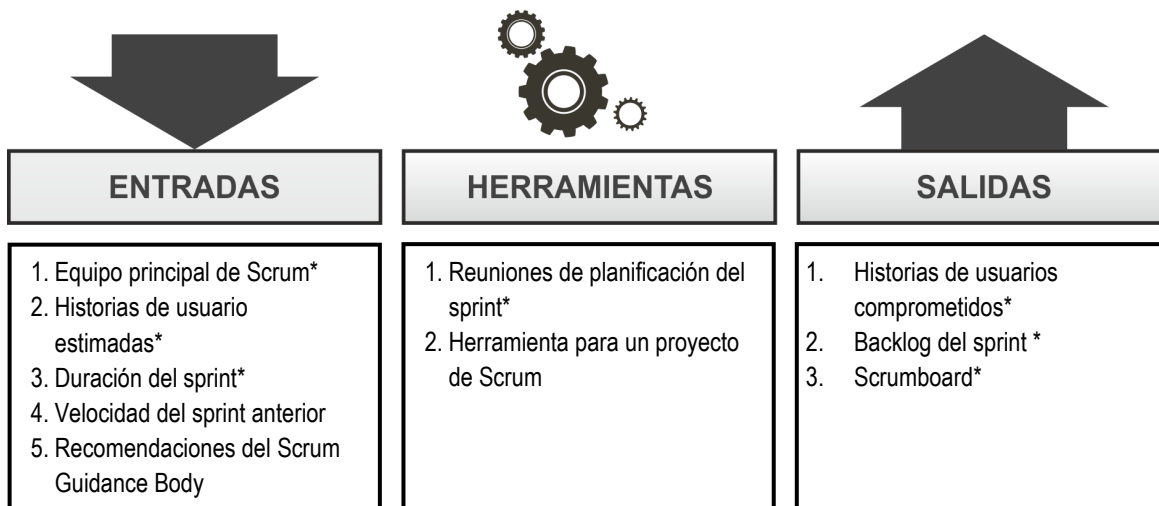 ENTRADAS
1. Equipo principal de Scrum*
2. Historias de usuario
estimadas*
3. Duración del sprint*
4. Velocidad del sprint anterior
5. Recomendaciones del Scrum
Guidance Body
HERRAMIENTAS
1. Reuniones de planificación del
sprint*
2. Herramienta para un proyecto
de Scrum
SALIDAS
1. Historias de usuarios
comprometidos*
2. Backlog del sprint *
3. Scrumboard*